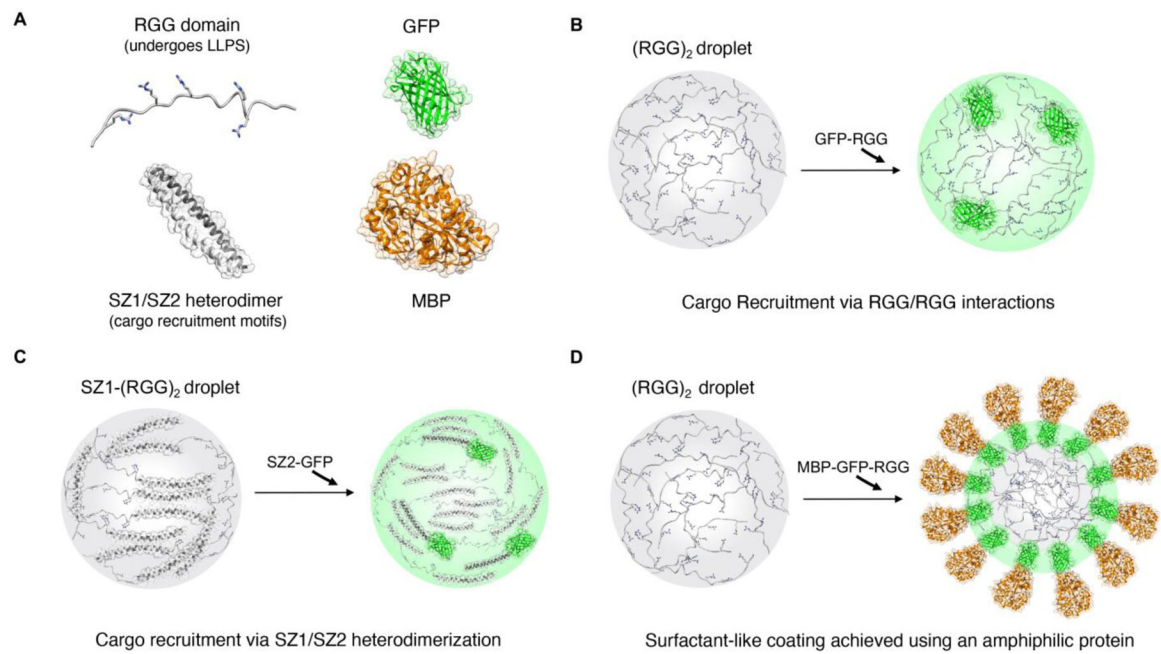 A
RGG domain
(undergoes LLPS)
GFP
SZ1/SZ2 heterodimer
(cargo recruitment motifs)
MBP
B
(RGG)₂ droplet
GFP-RGG
Cargo Recruitment via RGG/RGG interactions
C
SZ1-(RGG)₂ droplet
SZ2-GFP
Cargo recruitment via SZ1/SZ2 heterodimerization
D
(RGG)₂ droplet
MBP-GFP-RGG
Surfactant-like coating achieved using an amphiphilic protein